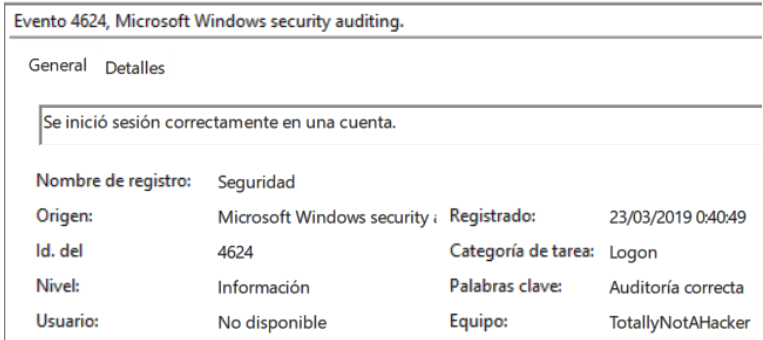 Evento 4624, Microsoft Windows security auditing.
General Detalles
Se inició sesión correctamente en una cuenta.
Nombre de registro: Seguridad
Origen: Microsoft Windows security Registrado: 23/03/2019 0:40:49
Id. del 4624 Categoría de tarea: Logon
Nivel: Información Palabras clave: Auditoría correcta
Usuario: No disponible Equipo: TotallyNotAHacker